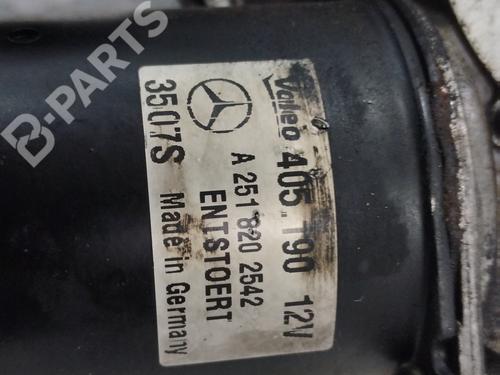 Valeo 405.190 12V
A 251 820 2542
ENTSTOERT
3507S Made in Germany
B-PARTS